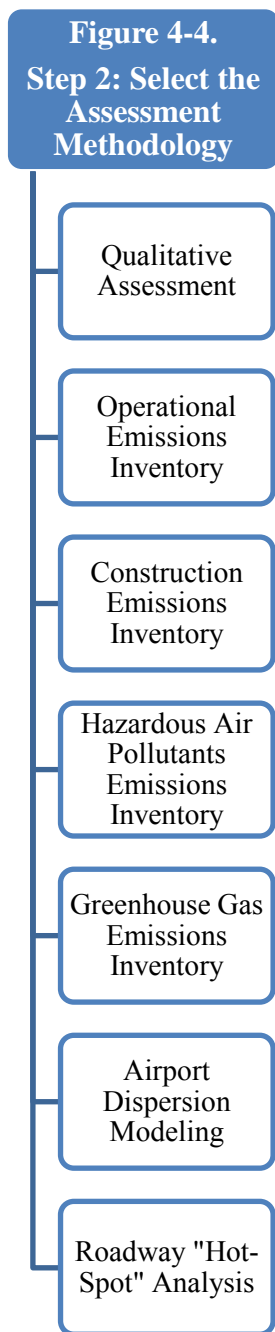 Figure 4-4.
Step 2: Select the
Assessment
Methodology
Qualitative
Assessment
Operational
Emissions
Inventory
Construction
Emissions
Inventory
Hazardous Air
Pollutants
Emissions
Inventory
Greenhouse Gas
Emissions
Inventory
Airport
Dispersion
Modeling
Roadway "Hot-
Spot" Analysis